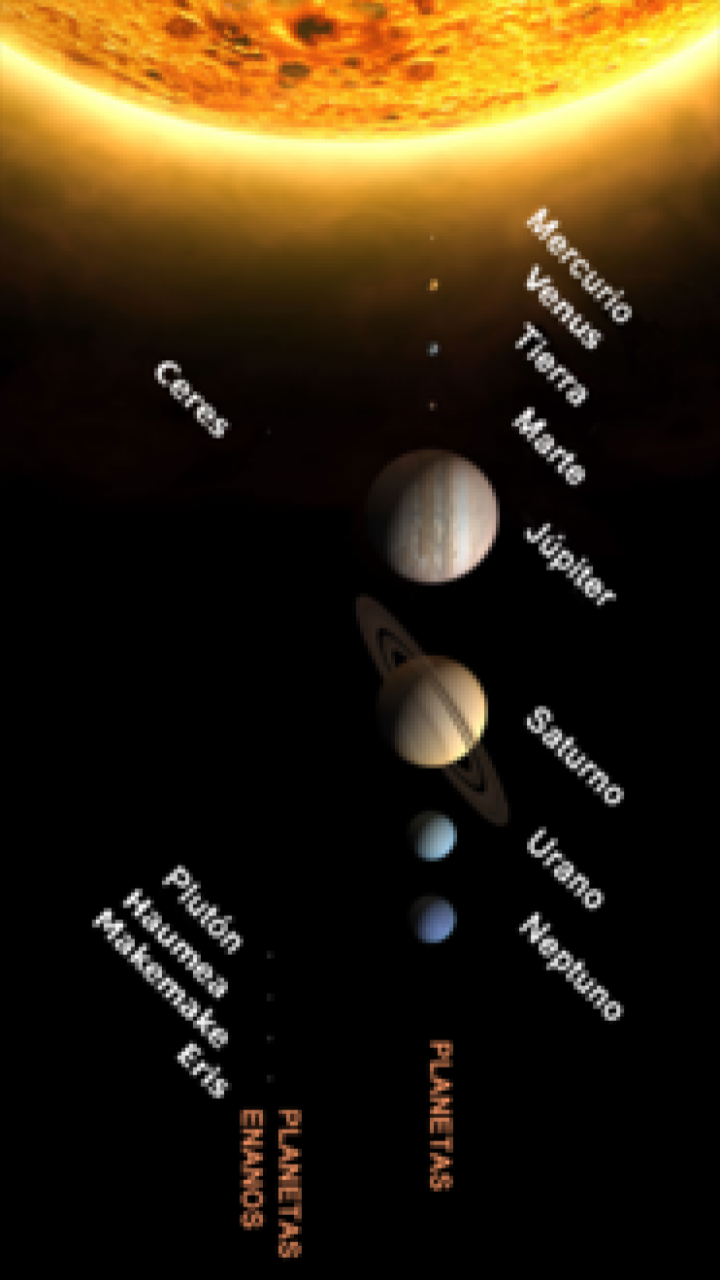 Mercurio
Venus
Tierra
Marte
Júpiter
Saturno
Urano
Neptuno
PLANETAS
Ceres
Plutón
Haumea
Makemake
Eris
PLANETAS
ENANOS